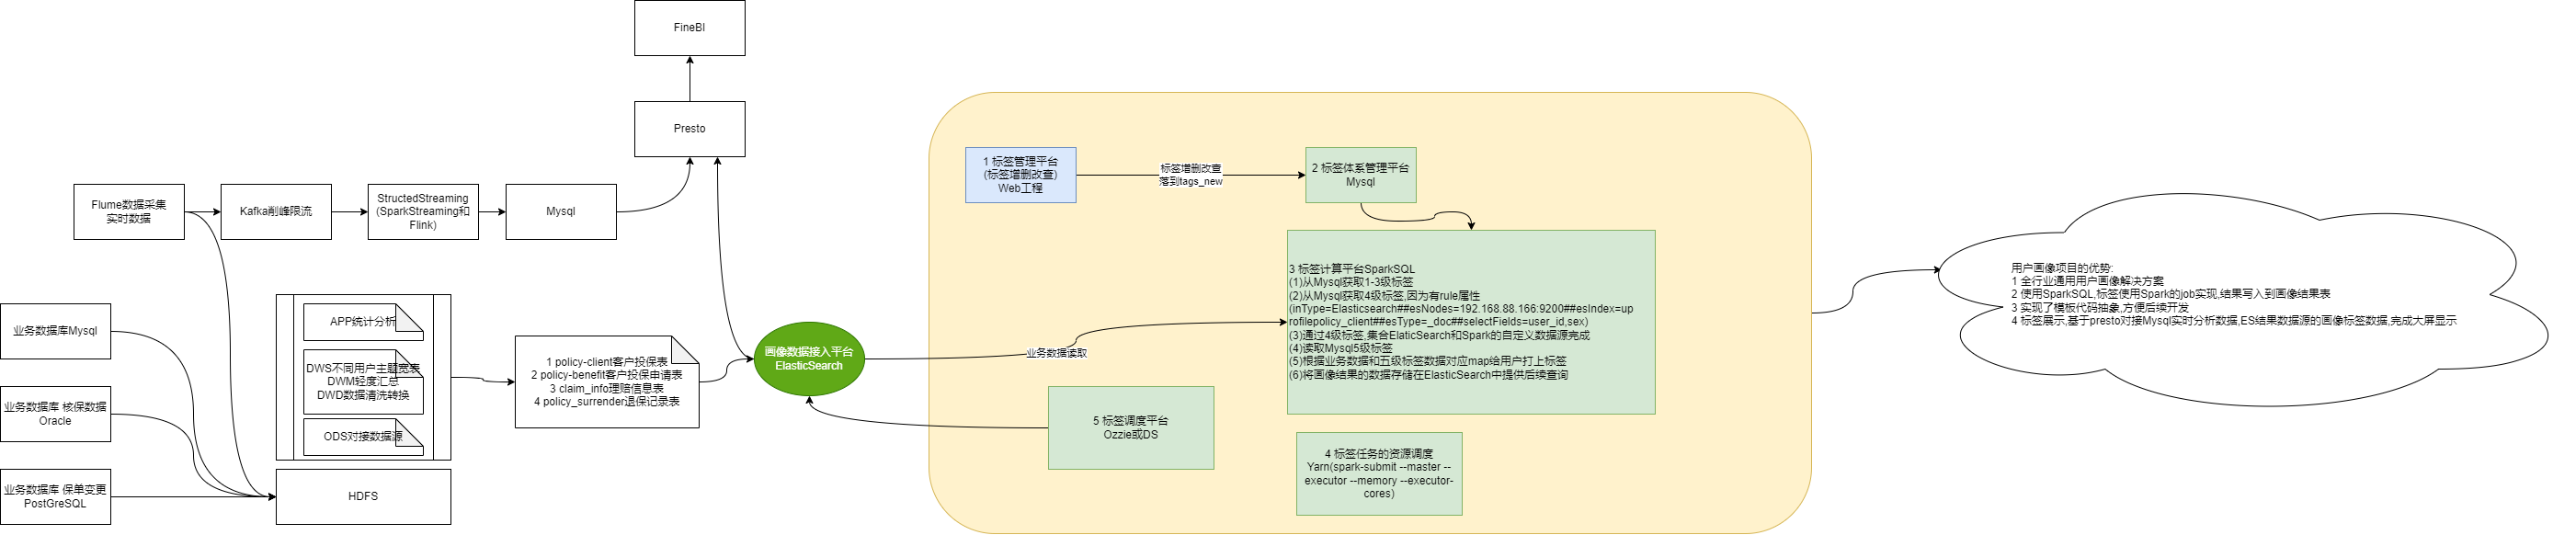 FineBI
Presto
Flume数据采集
实时数据
Kafka削峰限流
StructedStreaming
(SparkStreaming和
Flink)
Mysql
业务数据库Mysql
业务数据库 核保数据
Oracle
业务数据库 保单变更
PostGreSQL
APP统计分析
DWS不同用户主题宽表
DWM轻度汇总
DWD数据清洗转换
ODS对接数据源
HDFS
1 policy-client客户投保表
2 policy-benefit客户投保申请表
3 claim_info理赔信息表
4 policy_surrender退保记录表
画像数据接入平台
ElasticSearch
业务数据读取
1 标签管理平台
(标签增删改查)
Web工程
标签增删改查
落到tags_new
2 标签体系管理平台
Mysql
3 标签计算平台SparkSQL
(1)从Mysql获取1-3级标签
(2)从Mysql获取4级标签,因为有rule属性
(inType=Elasticsearch##esNodes=192.168.88.166:9200##esIndex=up
rofilepolicy_client##esType=_doc##selectFields=user_id,sex)
(3)通过4级标签,集合ElaticSearch和Spark的自定义数据源完成
(4)读取Mysql5级标签
(5)根据业务数据和五级标签数据对应map给用户打上标签
(6)将画像结果的数据存储在ElasticSearch中提供后续查询
5 标签调度平台
Ozzie或DS
4 标签任务的资源调度
Yarn(spark-submit --master --
executor --memory --executor-
cores)
用户画像项目的优势:
1 全行业通用用户画像解决方案
2 使用SparkSQL,标签使用Spark的job实现,结果写入到画像结果表
3 实现了模板代码抽象,方便后续开发
4 标签展示,基于presto对接Mysql实时分析数据,ES结果数据源的画像标签数据,完成大屏显示